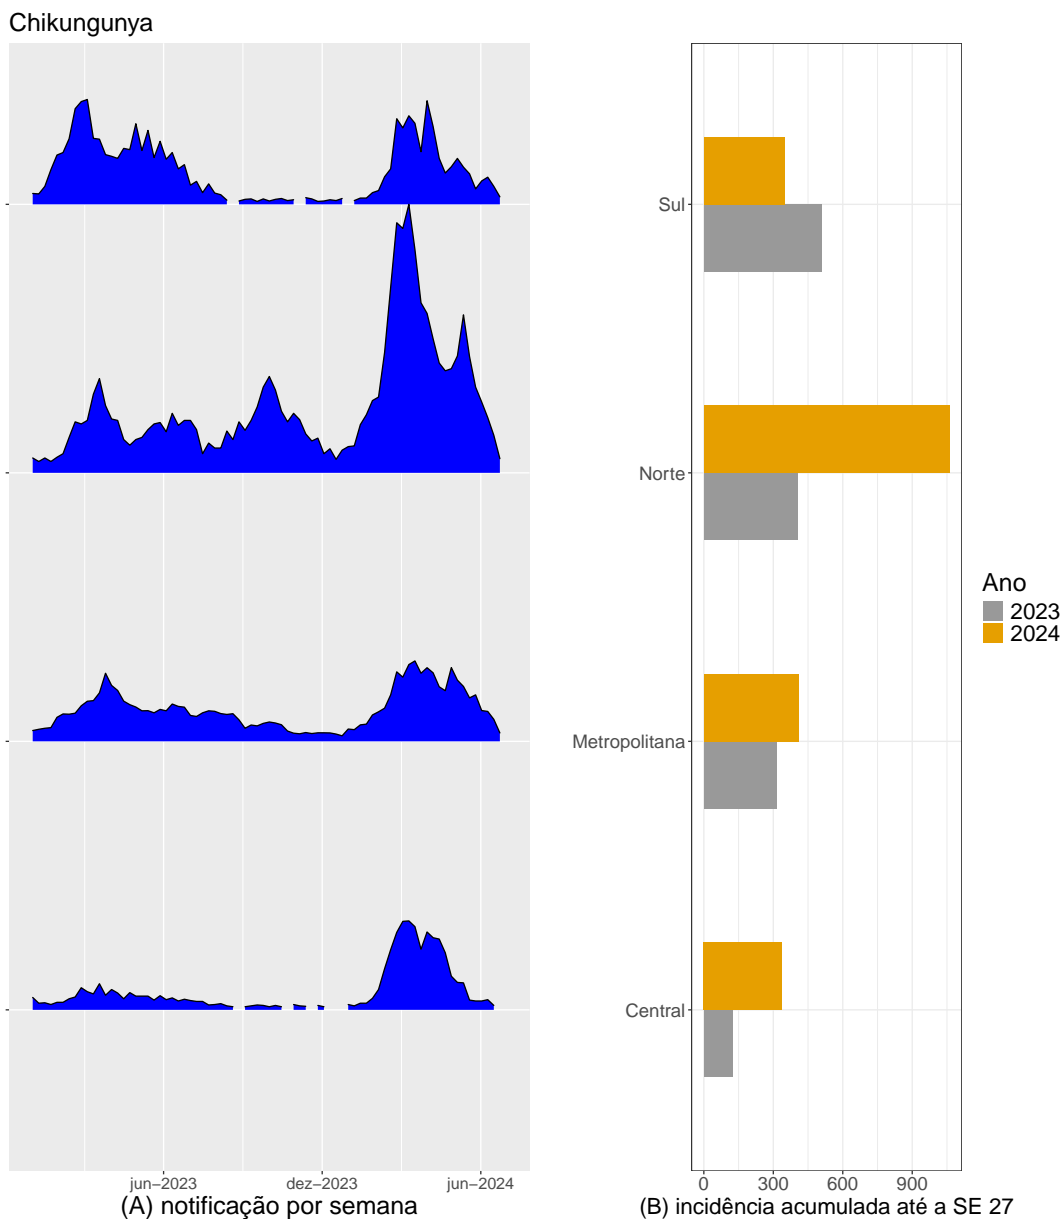 Chikungunya
Sul
Norte
Metropolitana
Central
jun−2023
dez−2023
jun−2024
(A) notificação por semana
0
300
600
900
(B) incidência acumulada até a SE 27
Ano
2023
2024